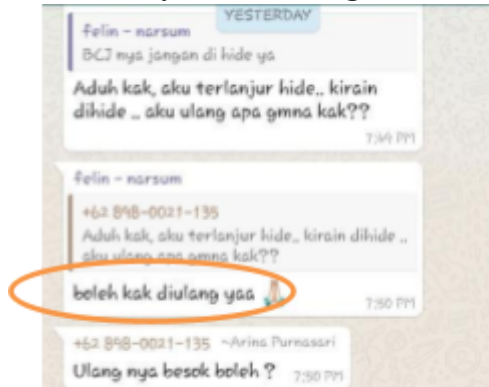 YESTERDAY
felin - narsum
BCJ nya jangan di hide ya
Aduh kak, aku terlanjur hide.. kirain
dihide .. aku ulang apa gmna kak??
7:49 PM
felin - narsum
+62 898-0021-135
Aduh kak, aku terlanjur hide.. kirain dihide ..
aku ulang apa gmna kak??
boleh kak diulang yaa 🙏🏻
7:50 PM
+62 898-0021-135 ~Arina Purnasari
Ulang nya besok boleh ? 7:50 PM